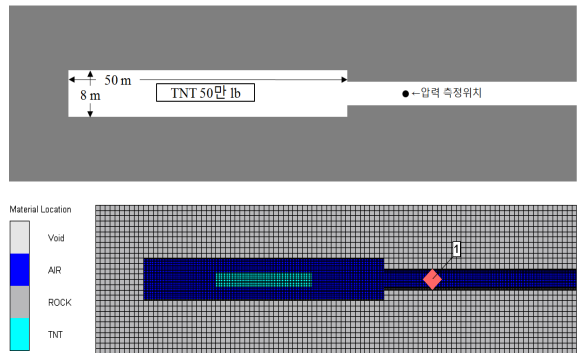 50 m
8 m
TNT 50만 lb
●←압력 측정위치
Material Location
Void
AIR
ROCK
TNT
1